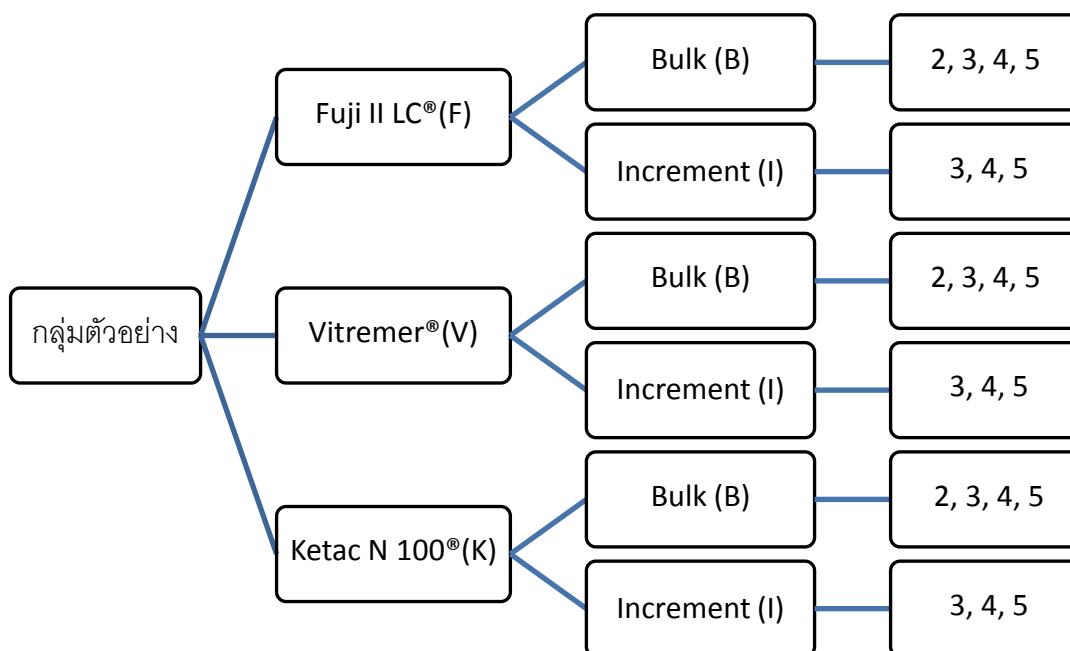 กลุ่มตัวอย่าง
Fuji II LC®(F)
Bulk (B)
2, 3, 4, 5
Increment (I)
3, 4, 5
Vitremer®(V)
Bulk (B)
2, 3, 4, 5
Increment (I)
3, 4, 5
Ketac N 100®(K)
Bulk (B)
2, 3, 4, 5
Increment (I)
3, 4, 5